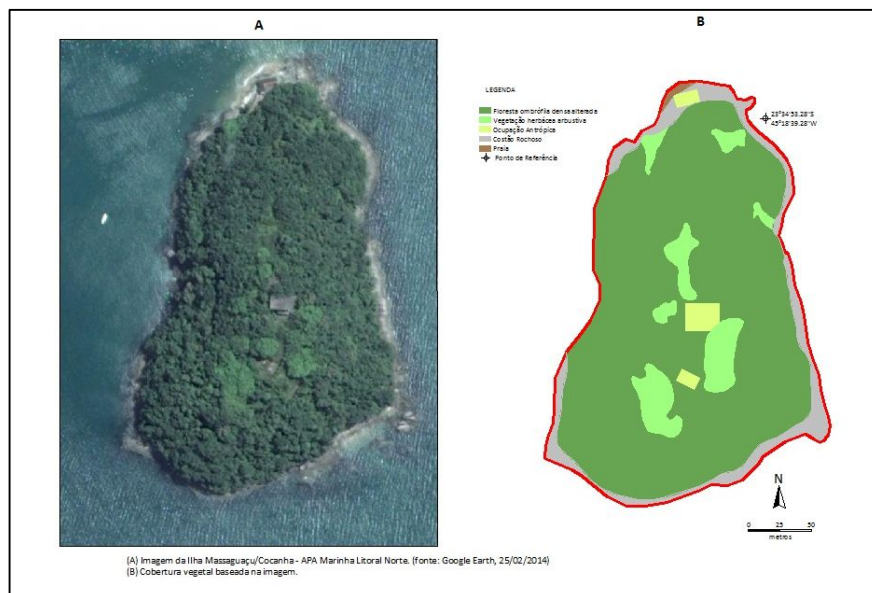 A
B
LEGENDA
Floresta ombrófila densa alterada
Vegetação herbácea arbustiva
Ocupação Antrópica
Costão Rochoso
Praia
Ponto de Referência
23°34'53.28"S
45°18'39.28"W
N
0 25 50
metros
(A) Imagem da Ilha Massaguaçu/Cocanha - APA Marinha Litoral Norte. (fonte: Google Earth, 25/02/2014)
(B) Cobertura vegetal baseada na imagem.